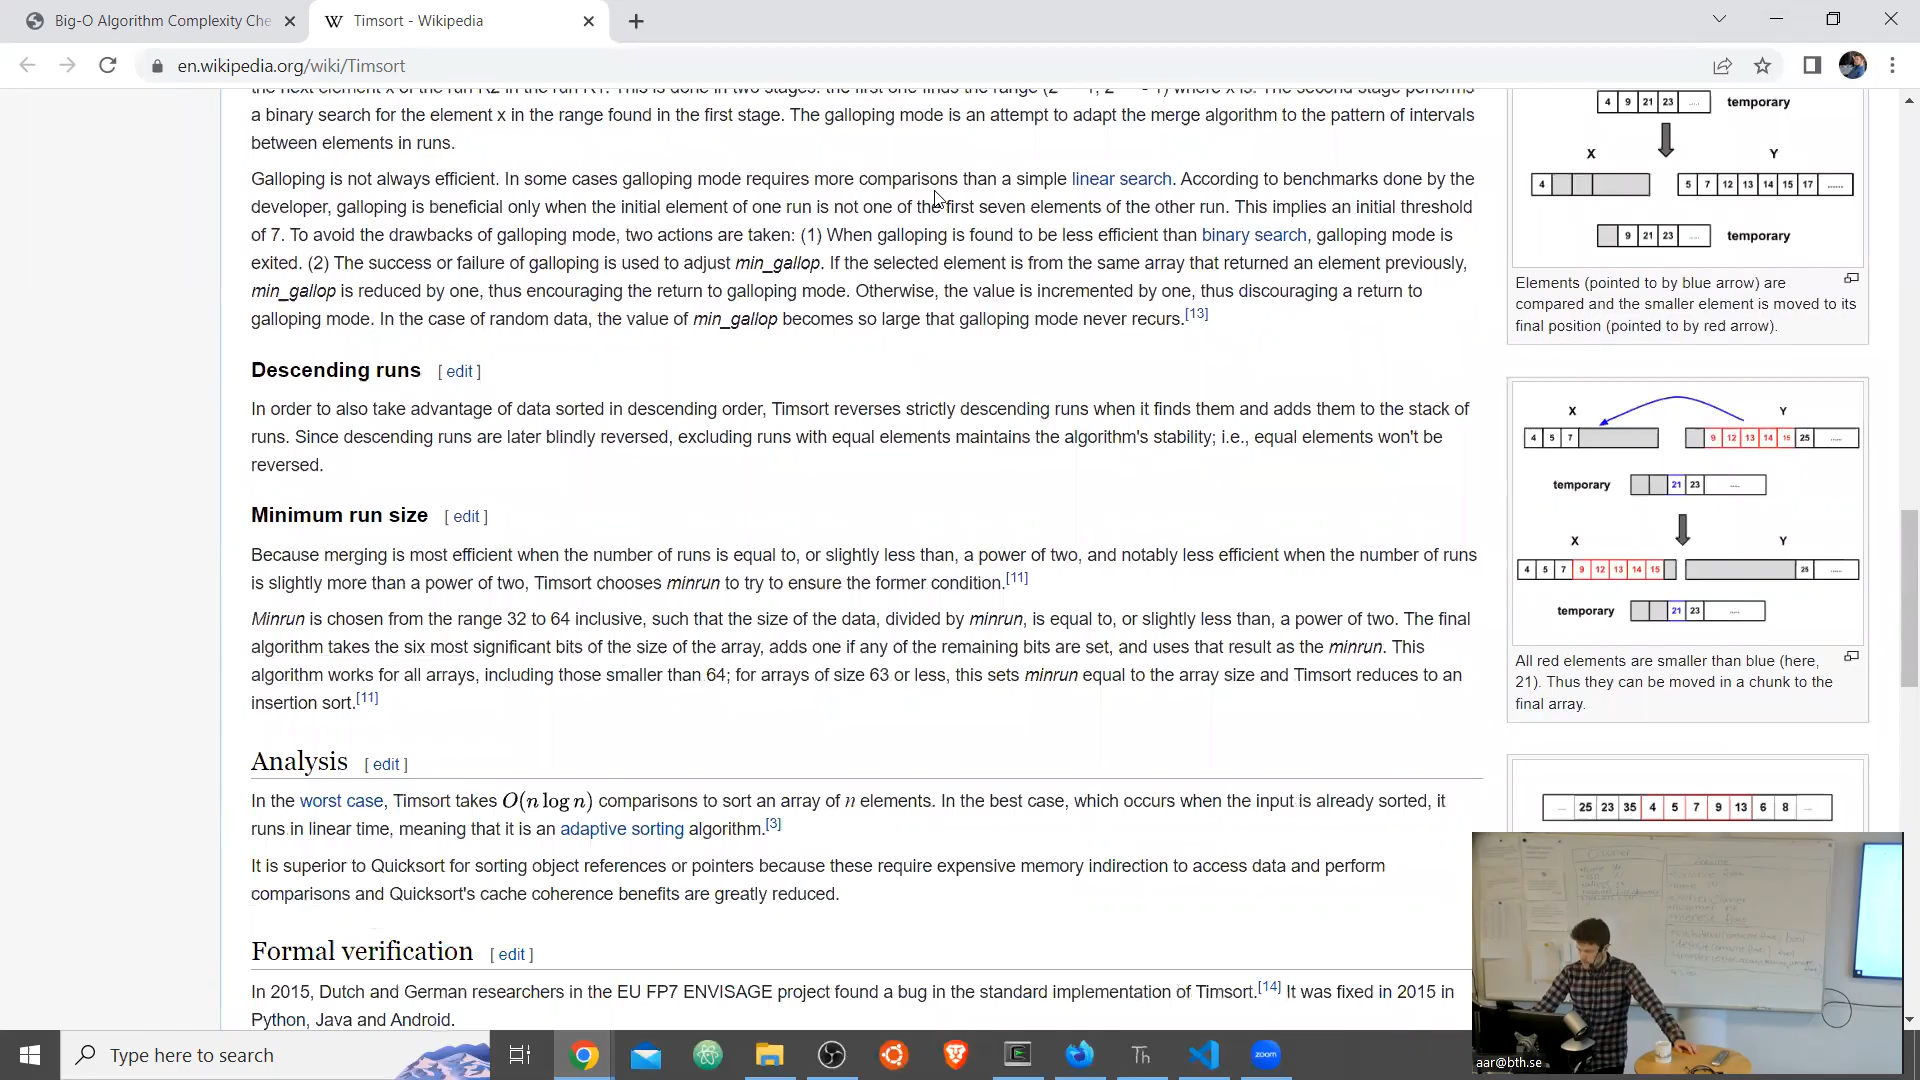 Big-O Algorithm Complexity Che
Timsort - Wikipedia
en.wikipedia.org/wiki/Timsort
a binary search for the element x in the range found in the first stage. The galloping mode is an attempt to adapt the merge algorithm to the pattern of intervals
between elements in runs.
Galloping is not always efficient. In some cases galloping mode requires more comparisons than a simple linear search. According to benchmarks done by the
developer, galloping is beneficial only when the initial element of one run is not one of the first seven elements of the other run. This implies an initial threshold
of 7. To avoid the drawbacks of galloping mode, two actions are taken: (1) When galloping is found to be less efficient than binary search, galloping mode is
exited. (2) The success or failure of galloping is used to adjust min_gallop. If the selected element is from the same array that returned an element previously,
min_gallop is reduced by one, thus encouraging the return to galloping mode. Otherwise, the value is incremented by one, thus discouraging a return to
galloping mode. In the case of random data, the value of min_gallop becomes so large that galloping mode never recurs.[13]
Descending runs [ edit ]
In order to also take advantage of data sorted in descending order, Timsort reverses strictly descending runs when it finds them and adds them to the stack of
runs. Since descending runs are later blindly reversed, excluding runs with equal elements maintains the algorithm's stability; i.e., equal elements won't be
reversed.
Minimum run size [ edit ]
Because merging is most efficient when the number of runs is equal to, or slightly less than, a power of two, and notably less efficient when the number of runs
is slightly more than a power of two, Timsort chooses minrun to try to ensure the former condition.[11]
Minrun is chosen from the range 32 to 64 inclusive, such that the size of the data, divided by minrun, is equal to, or slightly less than, a power of two. The final
algorithm takes the six most significant bits of the size of the array, adds one if any of the remaining bits are set, and uses that result as the minrun. This
algorithm works for all arrays, including those smaller than 64; for arrays of size 63 or less, this sets minrun equal to the array size and Timsort reduces to an
insertion sort.[11]
Analysis [ edit ]
In the worst case, Timsort takes O(n log n) comparisons to sort an array of n elements. In the best case, which occurs when the input is already sorted, it
runs in linear time, meaning that it is an adaptive sorting algorithm.[3]
It is superior to Quicksort for sorting object references or pointers because these require expensive memory indirection to access data and perform
comparisons and Quicksort's cache coherence benefits are greatly reduced.
Formal verification [ edit ]
In 2015, Dutch and German researchers in the EU FP7 ENVISAGE project found a bug in the standard implementation of Timsort.[14] It was fixed in 2015 in
Python, Java and Android.
4 9 21 23 ..... temporary
X Y
4 5 7 12 13 14 15 17 ......
9 21 23 ..... temporary
Elements (pointed to by blue arrow) are
compared and the smaller element is moved to its
final position (pointed to by red arrow).
X Y
4 5 7 9 12 13 14 15 25 ......
temporary 21 23 .....
X Y
4 5 7 9 12 13 14 15 25 ......
temporary 21 23 .....
All red elements are smaller than blue (here,
21). Thus they can be moved in a chunk to the
final array.
... 25 23 35 4 5 7 9 13 6 8 ...
aar@bth.se
Type here to search
Th
zoom